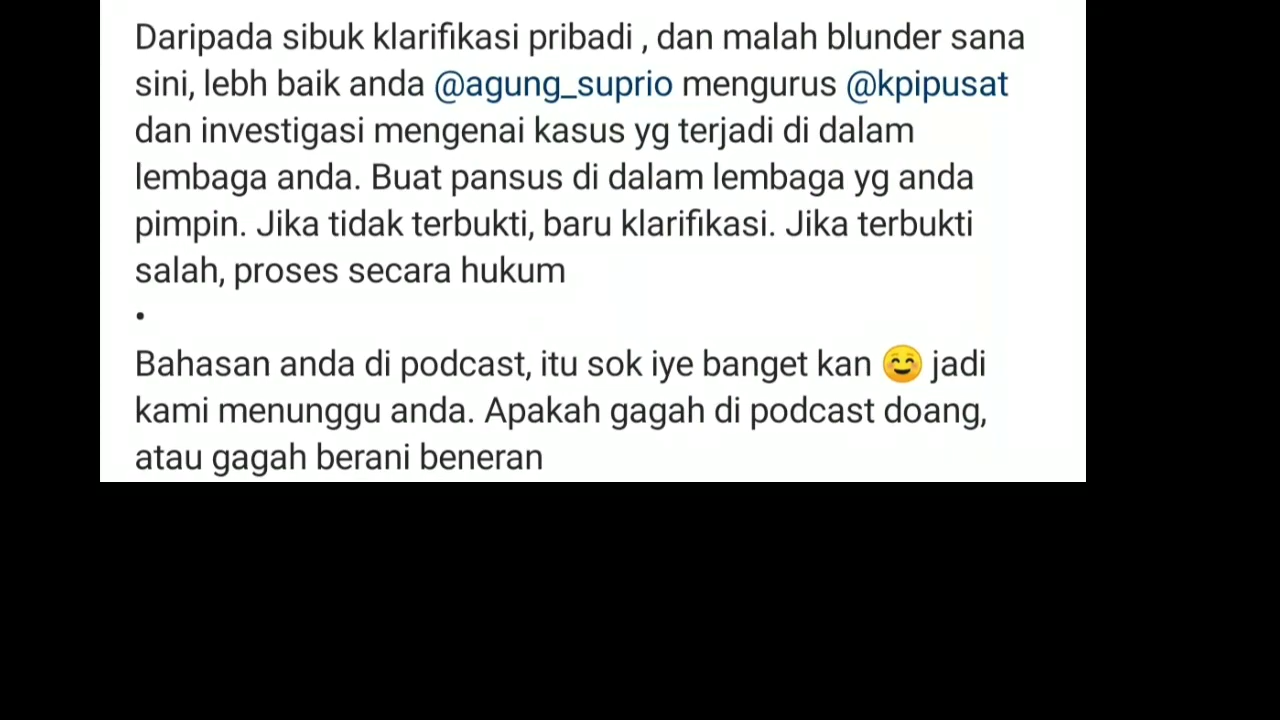 Daripada sibuk klarifikasi pribadi , dan malah blunder sana
sini, lebh baik anda @agung_suprio mengurus @kpipusat
dan investigasi mengenai kasus yg terjadi di dalam
lembaga anda. Buat pansus di dalam lembaga yg anda
pimpin. Jika tidak terbukti, baru klarifikasi. Jika terbukti
salah, proses secara hukum
•
Bahasan anda di podcast, itu sok iye banget kan ☺️ jadi
kami menunggu anda. Apakah gagah di podcast doang,
atau gagah berani beneran